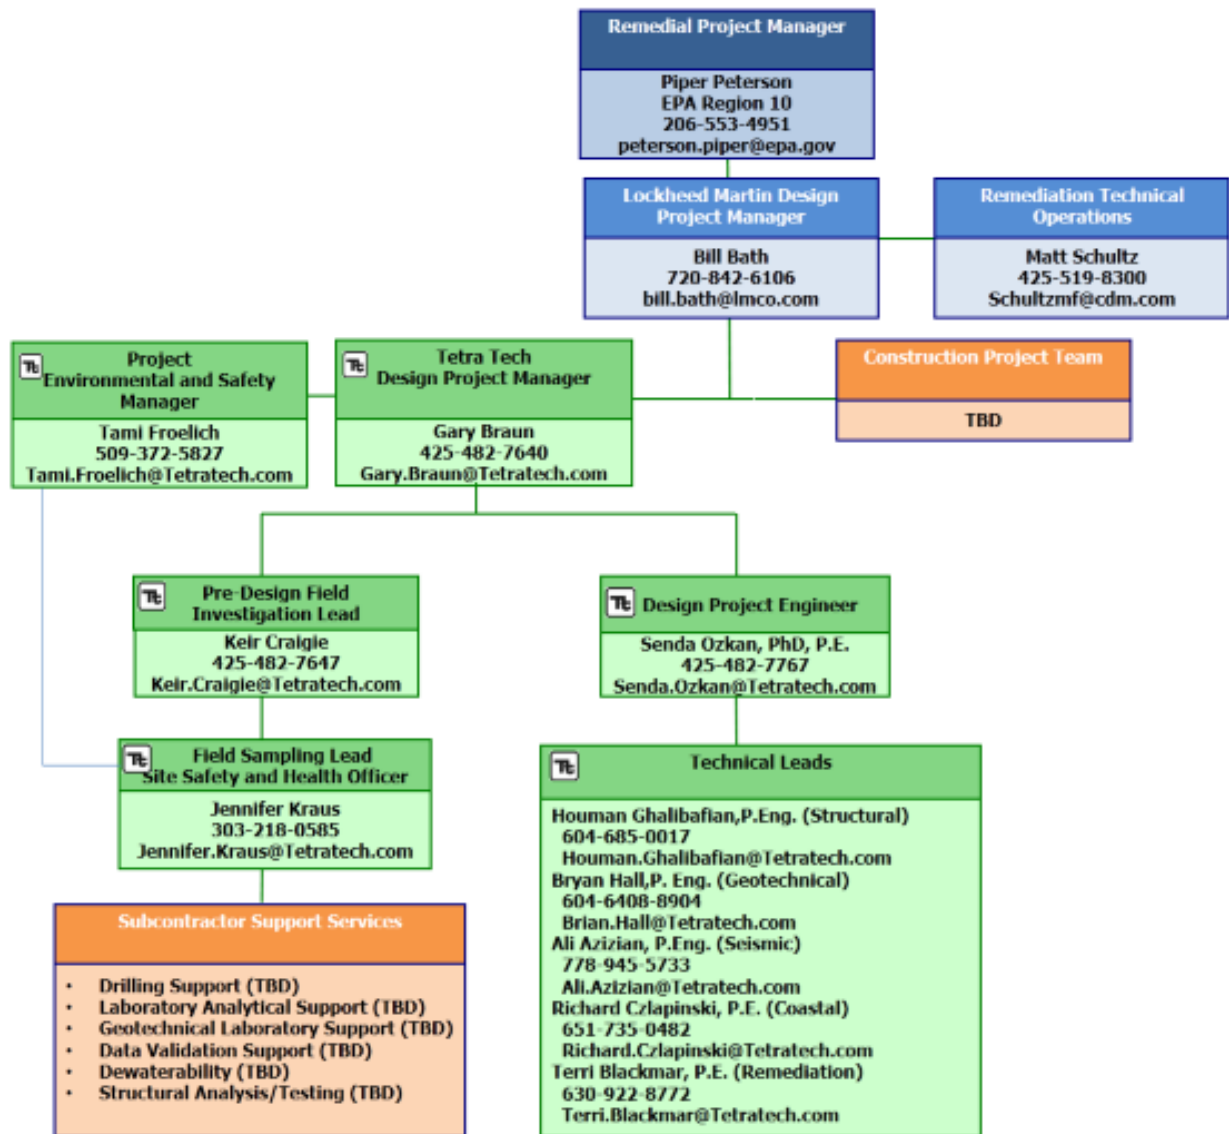 Remedial Project Manager
Piper Peterson
EPA Region 10
206-553-4951
peterson.piper@epa.gov
Lockheed Martin Design
Project Manager
Bill Bath
720-842-6106
bill.bath@lmco.com
Remediation Technical
Operations
Matt Schultz
425-519-8300
Schultzmf@cdm.com
Tt
Project
Environmental and Safety
Manager
Tami Froelich
509-372-5827
Tami.Froelich@Tetratech.com
Tt
Tetra Tech
Design Project Manager
Gary Braun
425-482-7640
Gary.Braun@Tetratech.com
Construction Project Team
TBD
Tt
Pre-Design Field
Investigation Lead
Keir Craigie
425-482-7647
Keir.Craigie@Tetratech.com
Tt
Design Project Engineer
Senda Ozkan, PhD, P.E.
425-482-7767
Senda.Ozkan@Tetratech.com
Tt
Field Sampling Lead
Site Safety and Health Officer
Jennifer Kraus
303-218-0585
Jennifer.Kraus@Tetratech.com
Tt
Technical Leads
Houman Ghalibafian,P.Eng. (Structural)
604-685-0017
Houman.Ghalibafian@Tetratech.com
Bryan Hall,P. Eng. (Geotechnical)
604-6408-8904
Brian.Hall@Tetratech.com
Ali Azizian, P.Eng. (Seismic)
778-945-5733
Ali.Azizian@Tetratech.com
Richard Czlapinski, P.E. (Coastal)
651-735-0482
Richard.Czlapinski@Tetratech.com
Terri Blackmar, P.E. (Remediation)
630-922-8772
Terri.Blackmar@Tetratech.com
Subcontractor Support Services
• Drilling Support (TBD)
• Laboratory Analytical Support (TBD)
• Geotechnical Laboratory Support (TBD)
• Data Validation Support (TBD)
• Dewaterability (TBD)
• Structural Analysis/Testing (TBD)